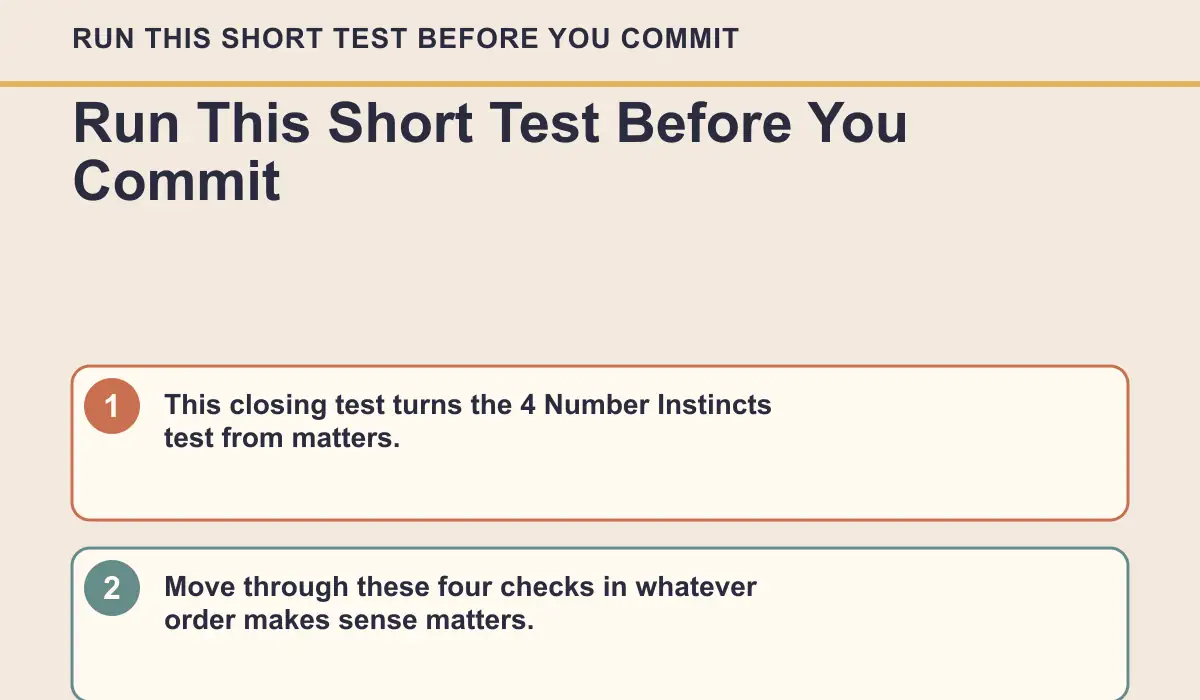 RUN THIS SHORT TEST BEFORE YOU COMMIT
Run This Short Test Before You
Commit
1
This closing test turns the 4 Number Instincts
test from matters.
2
Move through these four checks in whatever
order makes sense matters.